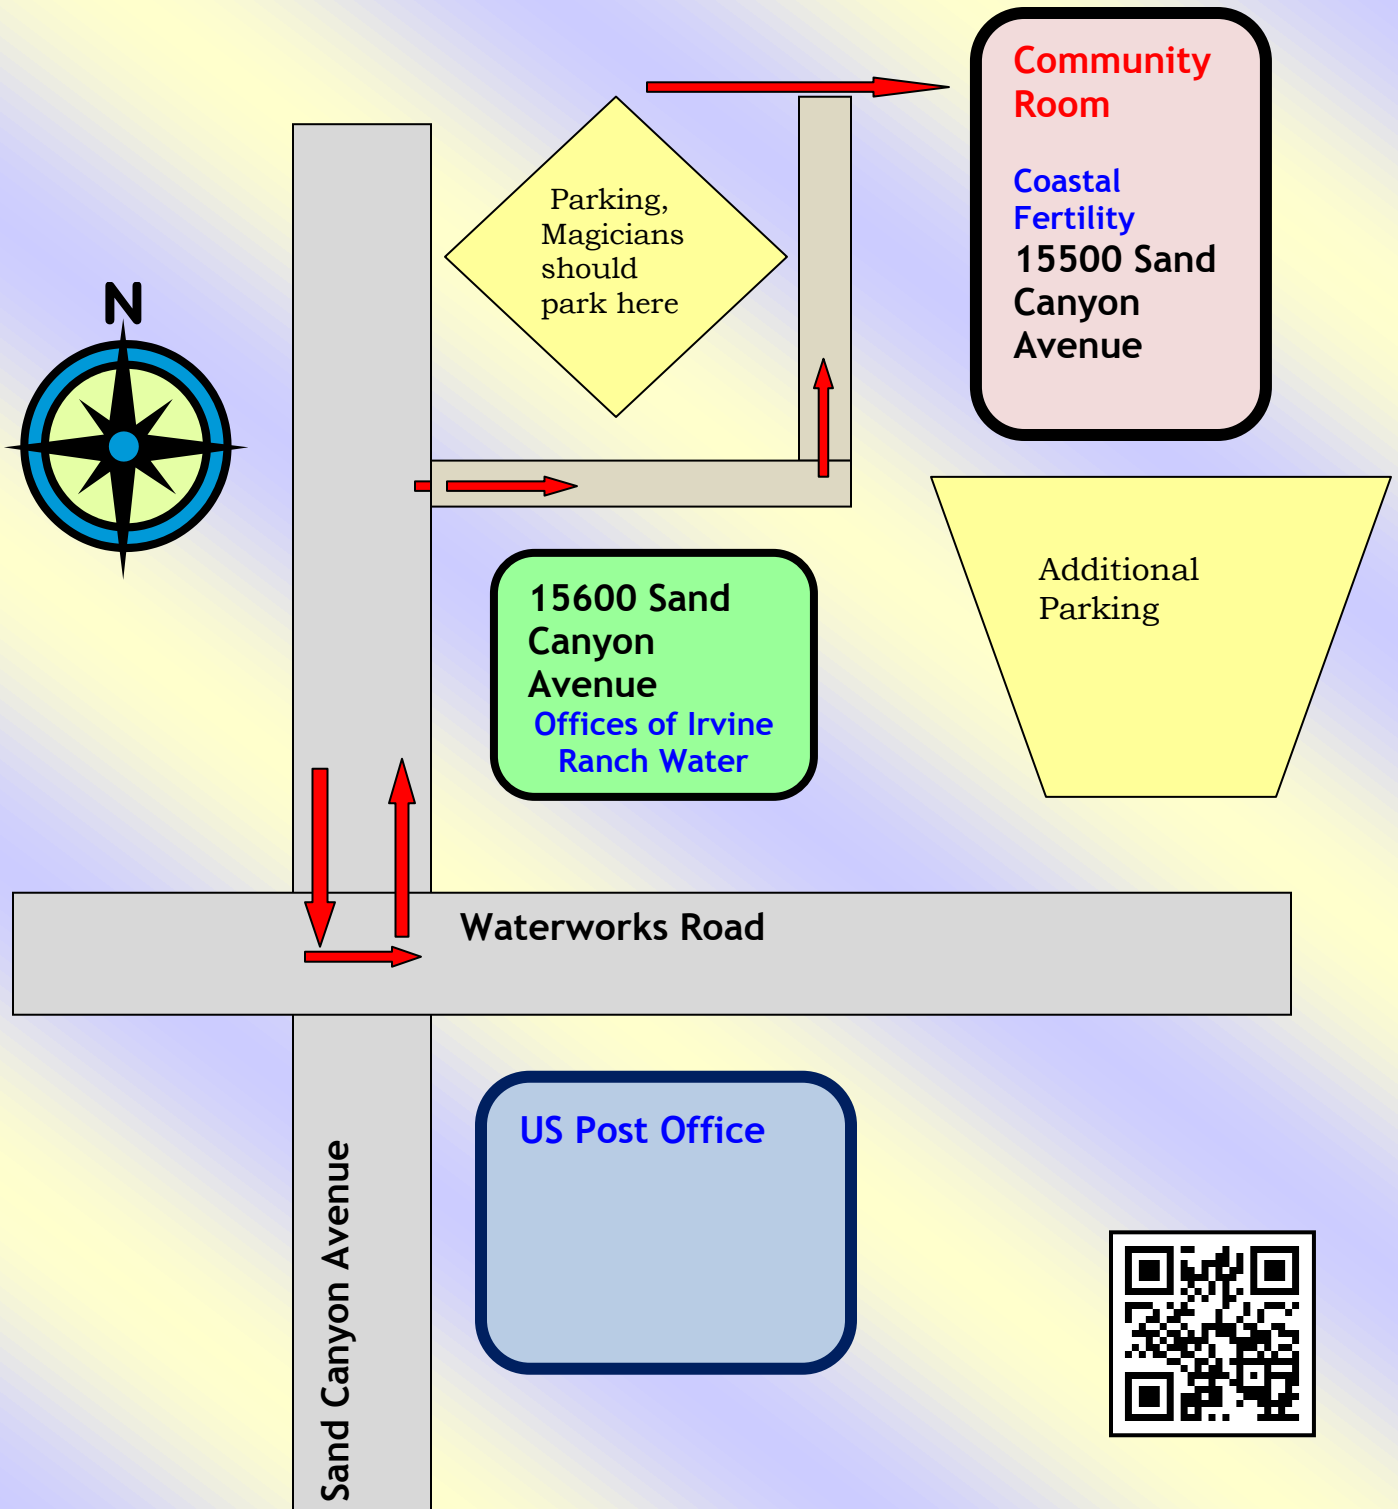 Community
Room
Coastal
Fertility
15500 Sand
Canyon
Avenue
Parking,
Magicians
should
park here
N
Additional
Parking
15600 Sand
Canyon
Avenue
Offices of Irvine
Ranch Water
Waterworks Road
US Post Office
Sand Canyon Avenue